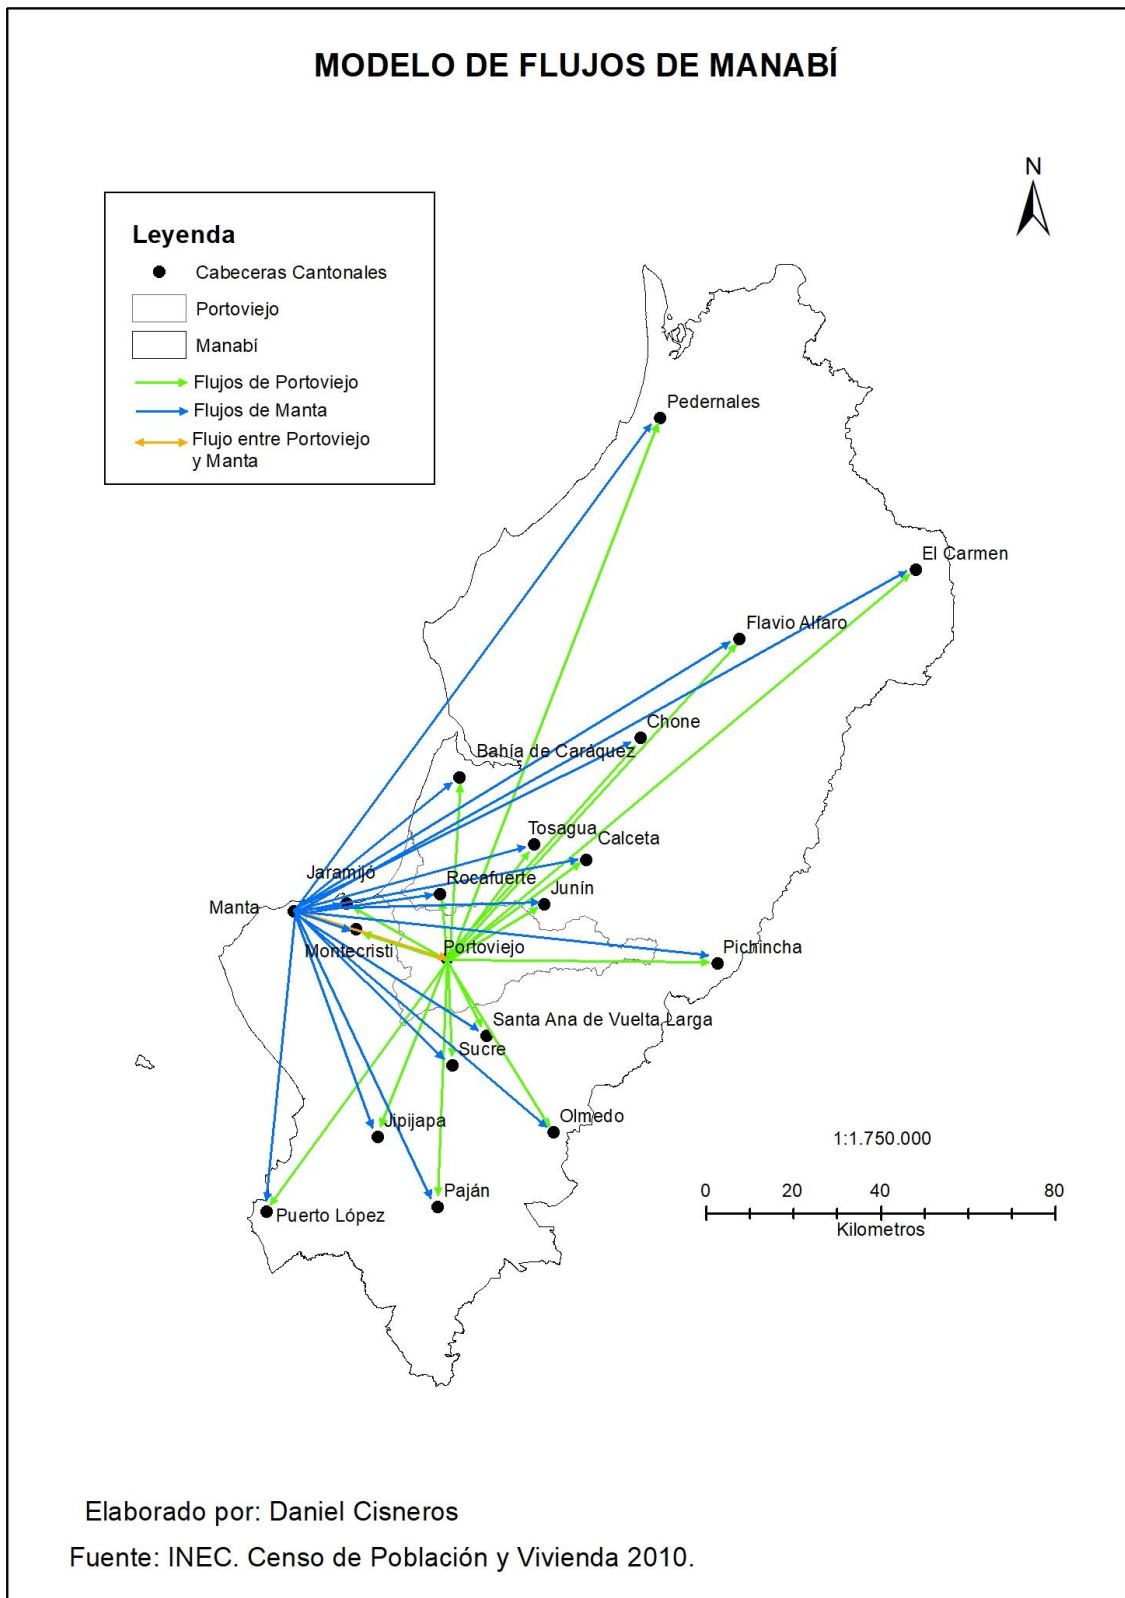 MODELO DE FLUJOS DE MANABÍ
N
Leyenda
Cabeceras Cantonales
Portoviejo
Manabí
Flujos de Portoviejo
Flujos de Manta
Flujo entre Portoviejo
y Manta
Pedernales
El Carmen
Flavio Alfaro
Chone
Bahía de Caráquez
Tosagua
Calceta
Jaramijó
Rocafuerte
Junín
Manta
Montecristi
Portoviejo
Pichincha
Santa Ana de Vuelta Larga
Sucre
Jipijapa
Olmedo
1:1.750.000
Paján
Puerto López
0 20 40 80
Kilometros
Elaborado por: Daniel Cisneros
Fuente: INEC. Censo de Población y Vivienda 2010.